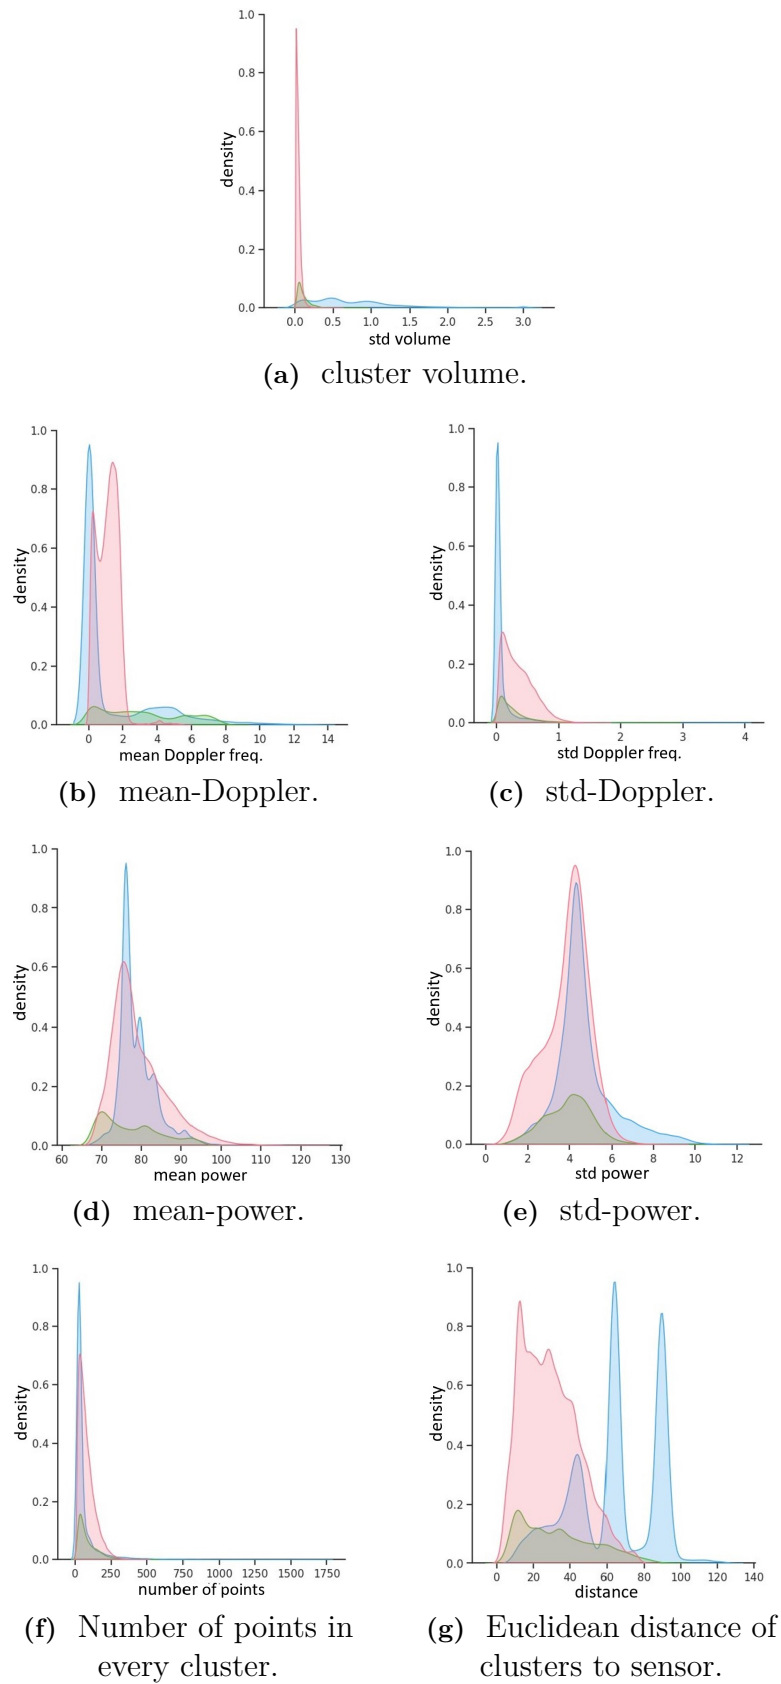 1.0
0.8
0.6
0.4
0.2
0.0
density
0.0 0.5 1.0 1.5 2.0 2.5 3.0
std volume
(a) cluster volume.
1.0
0.8
0.6
0.4
0.2
0.0
density
0 2 4 6 8 10 12 14
mean Doppler freq.
(b) mean-Doppler.
1.0
0.8
0.6
0.4
0.2
0.0
density
0 1 2 3 4
std Doppler freq.
(c) std-Doppler.
1.0
0.8
0.6
0.4
0.2
0.0
density
60 70 80 90 100 110 120 130
mean power
(d) mean-power.
1.0
0.8
0.6
0.4
0.2
0.0
density
0 2 4 6 8 10 12
std power
(e) std-power.
1.0
0.8
0.6
0.4
0.2
0.0
density
0 250 500 750 1000 1250 1500 1750
number of points
(f) Number of points in
every cluster.
1.0
0.8
0.6
0.4
0.2
0.0
density
0 20 40 60 80 100 120 140
distance
(g) Euclidean distance of
clusters to sensor.